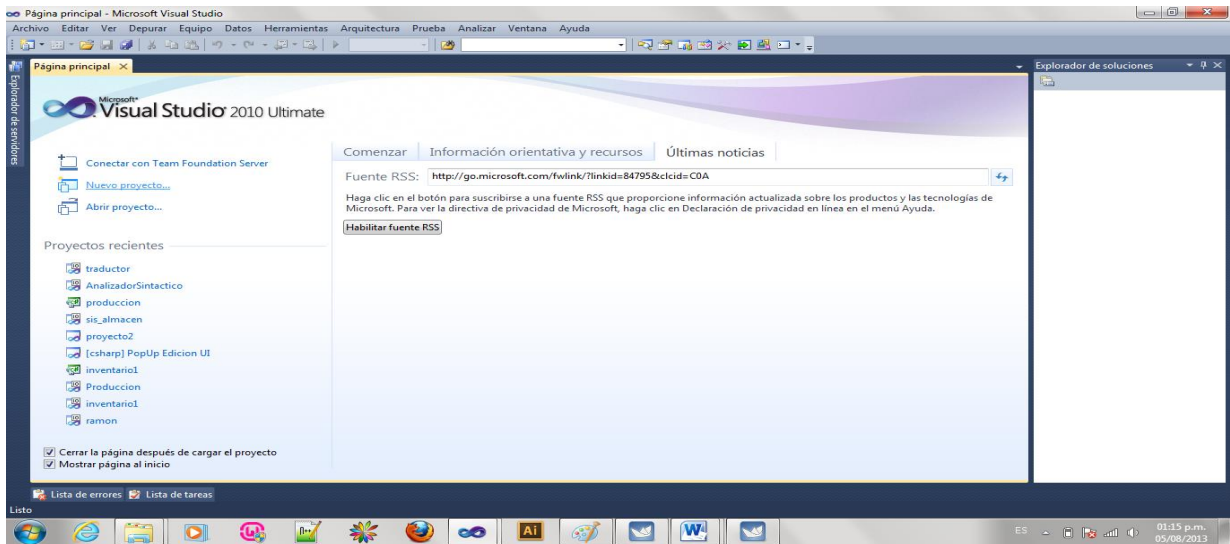 Página principal - Microsoft Visual Studio
Archivo Editar Ver Depurar Equipo Datos Herramientas Arquitectura Prueba Analizar Ventana Ayuda
Página principal
Explorador de soluciones
Explorador de servidores
Microsoft
Visual Studio 2010 Ultimate
Conectar con Team Foundation Server
Nuevo proyecto...
Abrir proyecto...
Proyectos recientes
traductor
AnalizadorSintactico
produccion
sis_almacen
proyecto2
[csharp] PopUp Edicion UI
inventario1
Produccion
inventario1
ramon
Cerrar la página después de cargar el proyecto
Mostrar página al inicio
Comenzar Información orientativa y recursos Últimas noticias
Fuente RSS: http://go.microsoft.com/fwlink/?linkid=84795&clcid=C0A
Haga clic en el botón para suscribirse a una fuente RSS que proporcione información actualizada sobre los productos y las tecnologías de
Microsoft. Para ver la directiva de privacidad de Microsoft, haga clic en Declaración de privacidad en línea en el menú Ayuda.
Habilitar fuente RSS
Lista de errores Lista de tareas
Listo
Ai
W
ES
01:15 p.m.
05/08/2013